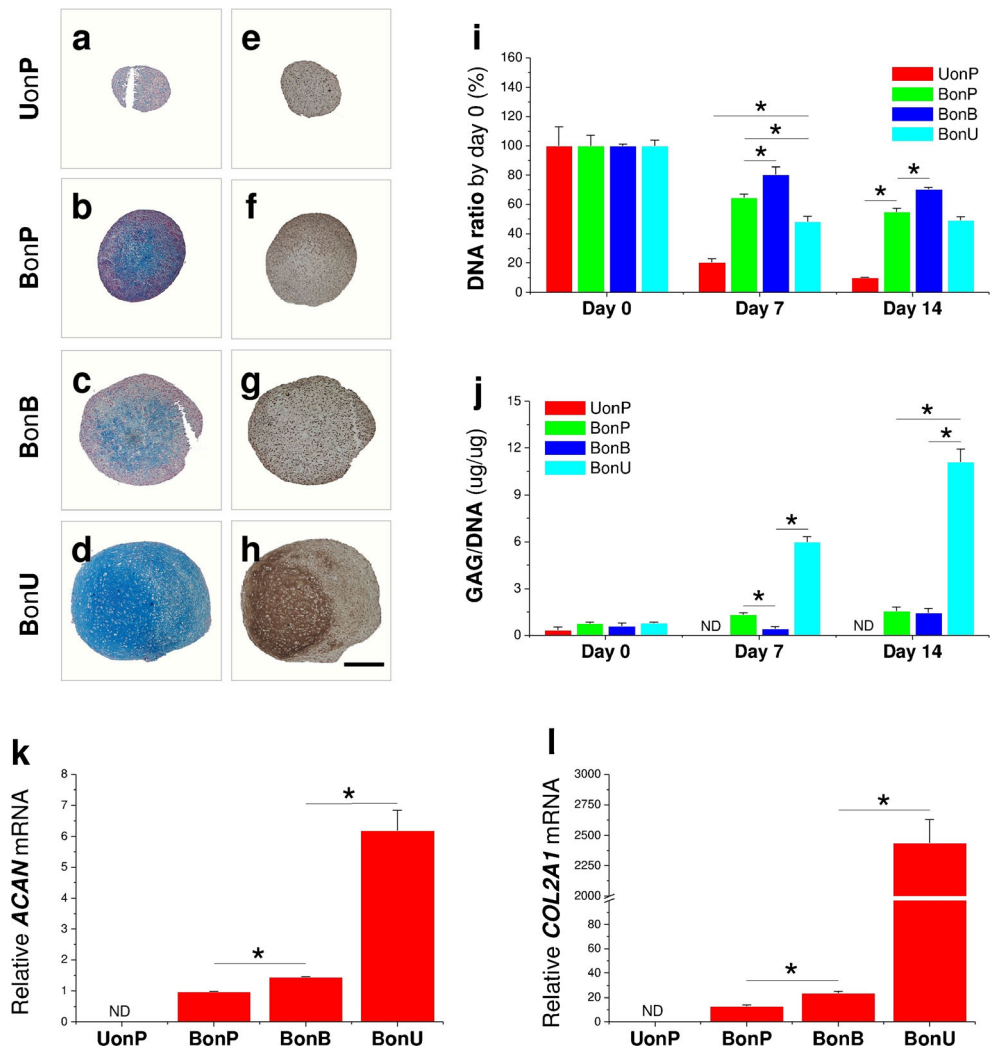 a
e
UonP
b
f
BonP
c
g
BonB
d
h
BonU
i
DNA ratio by day 0 (%)
160
140
120
100
80
60
40
20
0
UonP
BonP
BonB
BonU
*
*
*
*
*
Day 0
Day 7
Day 14
j
GAG/DNA (ug/ug)
15
12
9
6
3
0
UonP
BonP
BonB
BonU
*
*
*
*
ND
ND
Day 0
Day 7
Day 14
k
Relative ACAN mRNA
8
7
6
5
4
3
2
1
0
*
*
ND
UonP
BonP
BonB
BonU
l
Relative COL2A1 mRNA
3000
2750
2500
2250
2000
80
60
40
20
0
*
*
ND
UonP
BonP
BonB
BonU